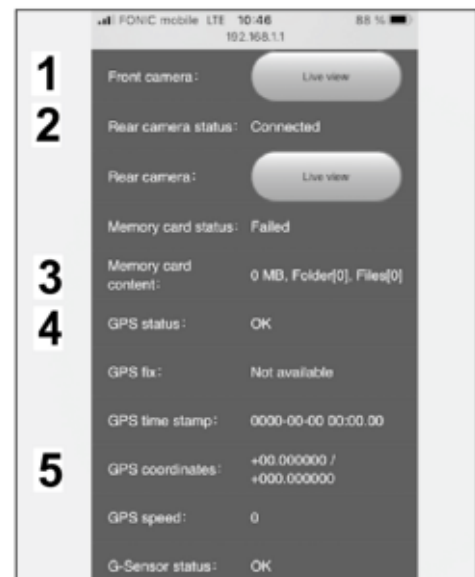 FONIC mobile LTE 10:46 88 %
192.168.1.1
1 Front camera: Live view
2 Rear camera status: Connected
Rear camera: Live view
Memory card status: Failed
3 Memory card
content: 0 MB, Folder[0], Files[0]
4 GPS status: OK
GPS fix: Not available
GPS time stamp: 0000-00-00 00:00.00
5 GPS coordinates: +00.000000 /
+000.000000
GPS speed: 0
G-Sensor status: OK